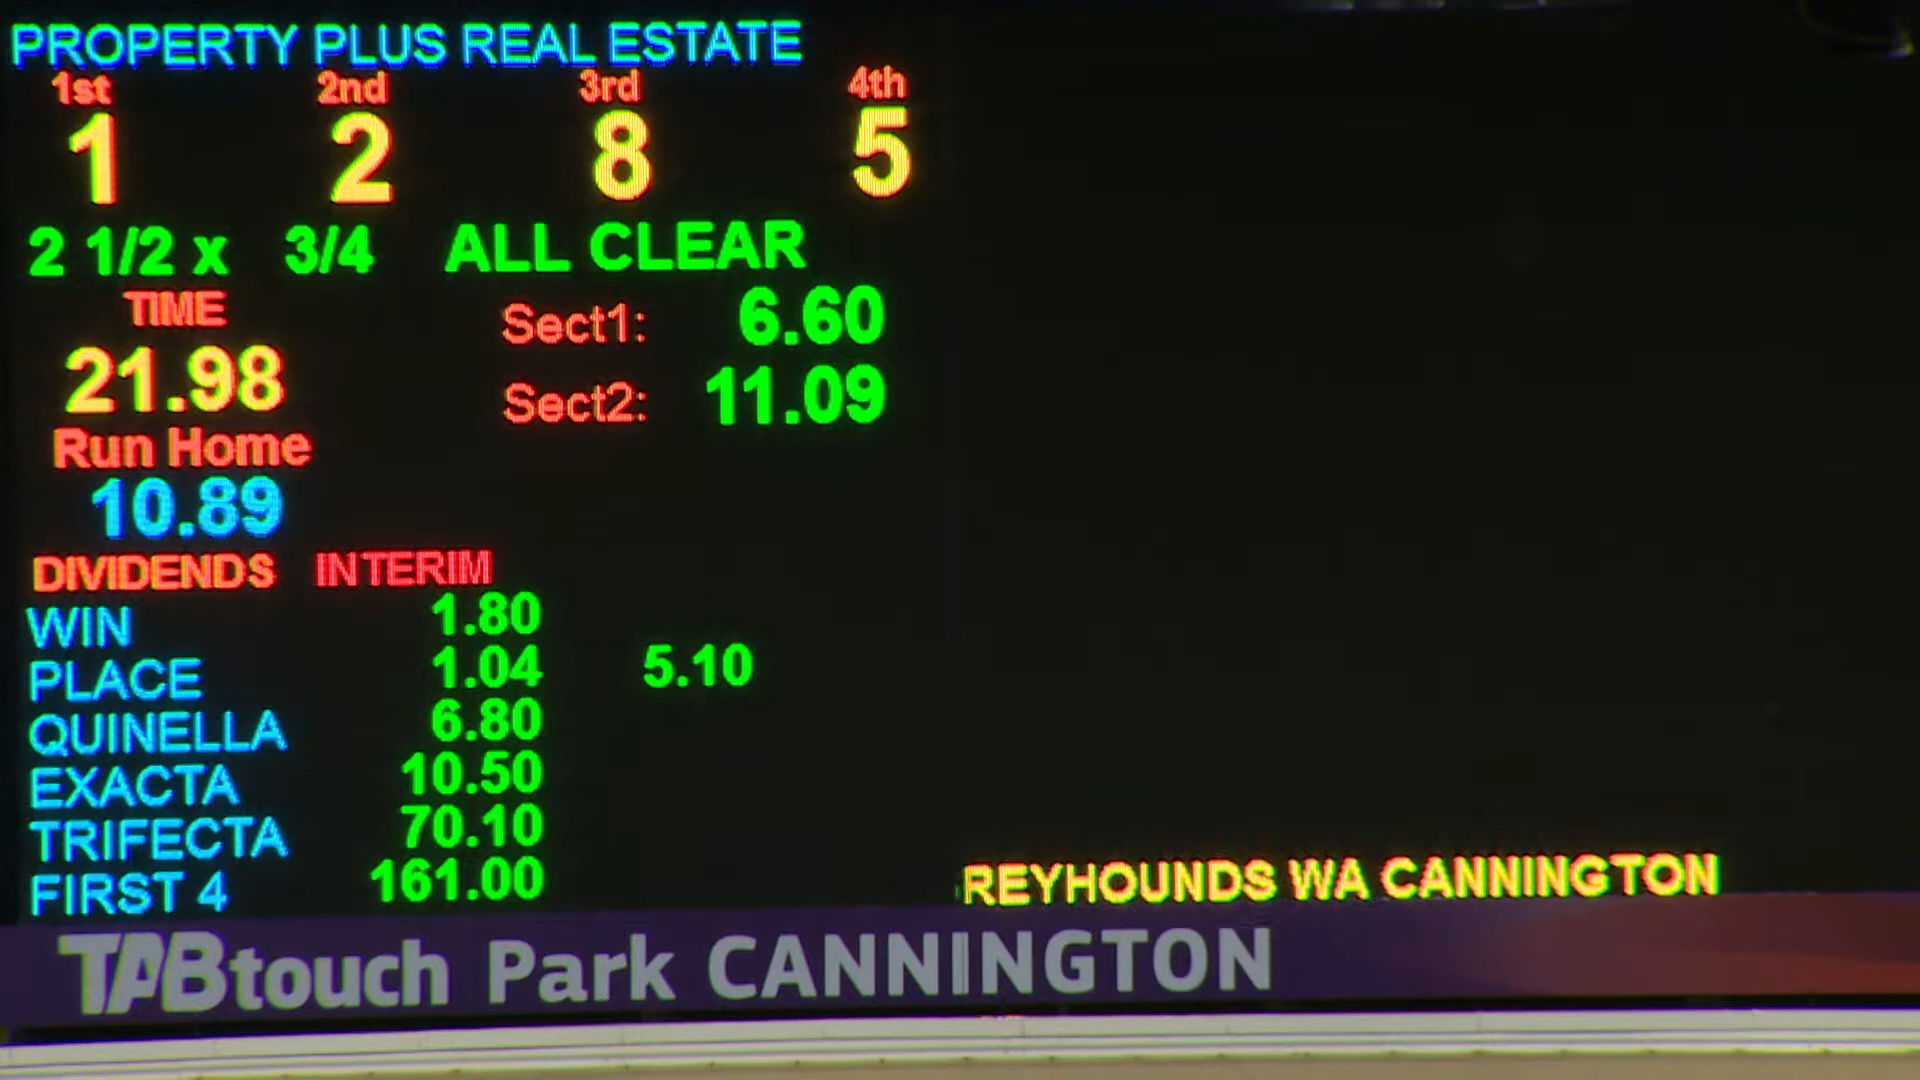 PROPERTY PLUS REAL ESTATE
1st 2nd 3rd 4th
1 2 8 5
2 1/2 x 3/4 ALL CLEAR
TIME
21.98
Sect1: 6.60
Sect2: 11.09
Run Home
10.89
DIVIDENDS INTERIM
WIN 1.80
PLACE 1.04 5.10
QUINELLA 6.80
EXACTA 10.50
TRIFECTA 70.10
FIRST 4 161.00
REYHOUNDS WA CANNINGTON
TABtouch Park CANNINGTON